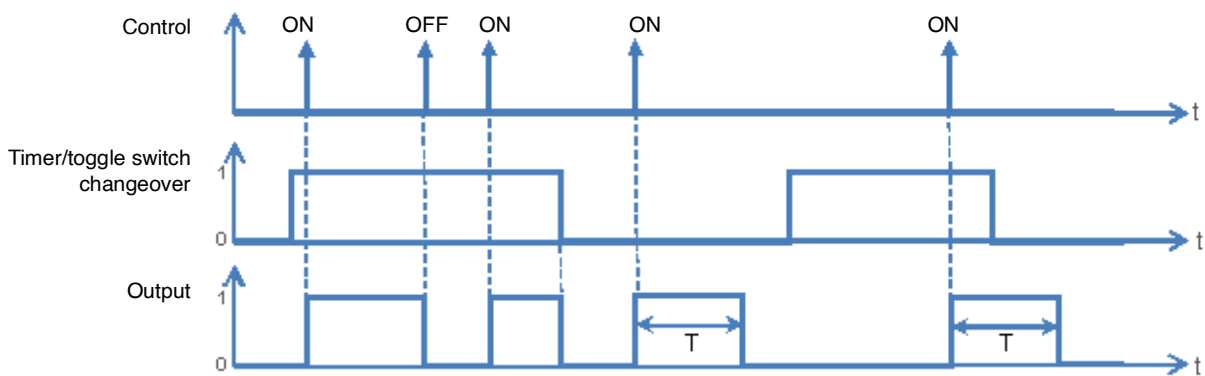 Control ON OFF ON ON ON
t
Timer/toggle switch
changeover
1
0
t
Output
1
T T
0
t